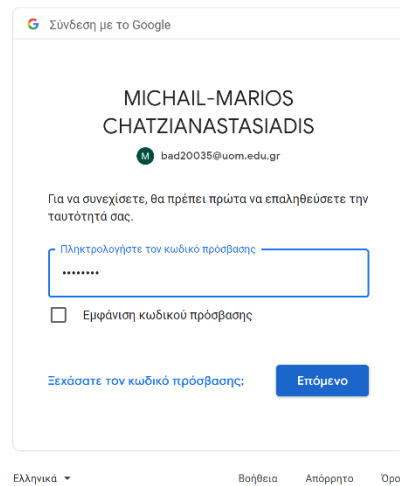 Σύνδεση με το Google
MICHAIL-MARIOS
CHATZIANASTASIADIS
M bad20035@uom.edu.gr
Για να συνεχίσετε, θα πρέπει πρώτα να επαληθεύσετε την
ταυτότητά σας.
Πληκτρολογήστε τον κωδικό πρόσβασης
••••••••
Εμφάνιση κωδικού πρόσβασης
Ξεχάσατε τον κωδικό πρόσβασης;
Επόμενο
Ελληνικά Βοήθεια Απόρρητο